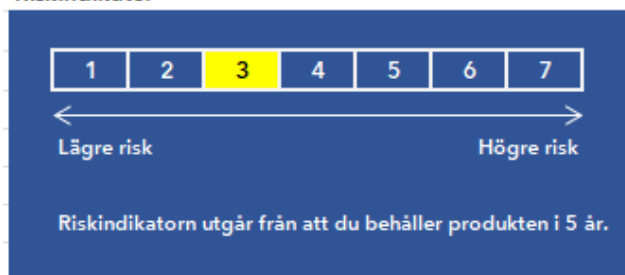 1 2 3 4 5 6 7
Lägre risk Högre risk
Riskindikatorn utgår från att du behåller produkten i 5 år.